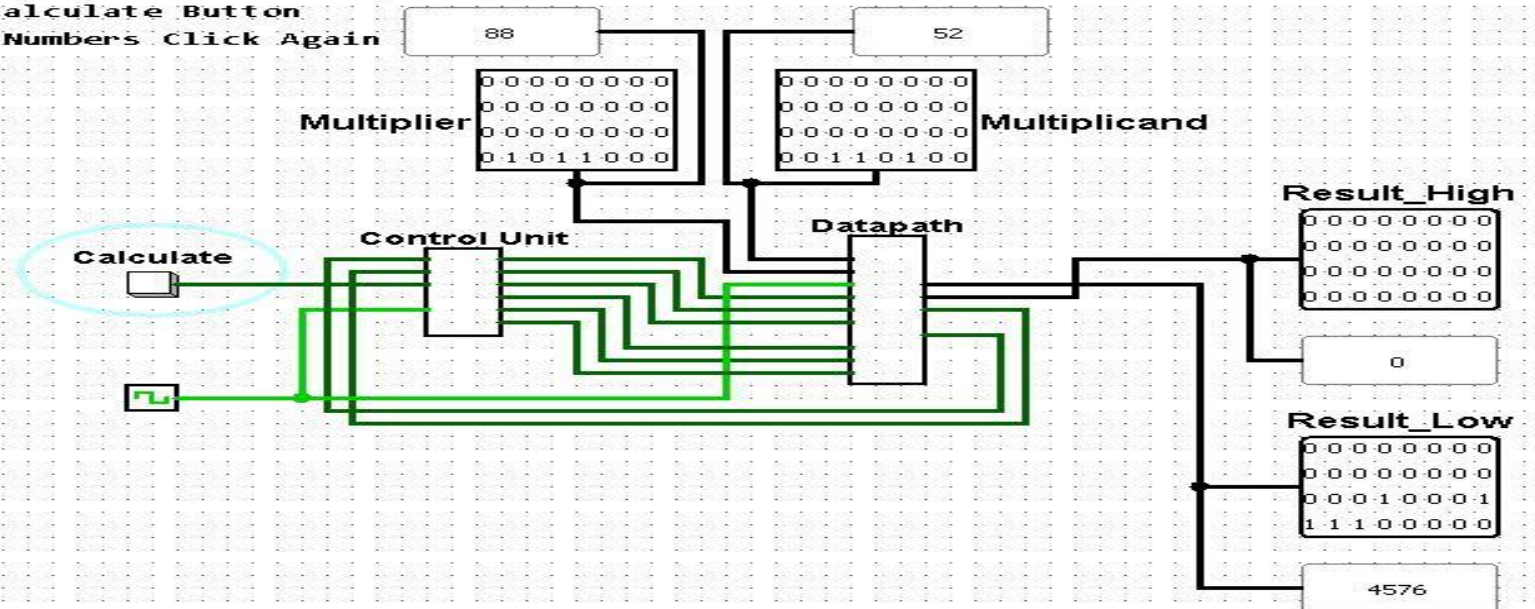 alculate Button
Numbers Click Again
88
52
0 0 0 0 0 0 0 0
0 0 0 0 0 0 0 0
0 0 0 0 0 0 0 0
0 1 0 1 1 0 0 0
Multiplier
0 0 0 0 0 0 0 0
0 0 0 0 0 0 0 0
0 0 0 0 0 0 0 0
0 0 1 1 0 1 0 0
Multiplicand
Result_High
0 0 0 0 0 0 0 0
0 0 0 0 0 0 0 0
0 0 0 0 0 0 0 0
0 0 0 0 0 0 0 0
Datapath
Control Unit
Calculate
0
Result_Low
0 0 0 0 0 0 0 0
0 0 0 0 0 0 0 0
0 0 0 1 0 0 0 1
1 1 1 0 0 0 0 0
4576